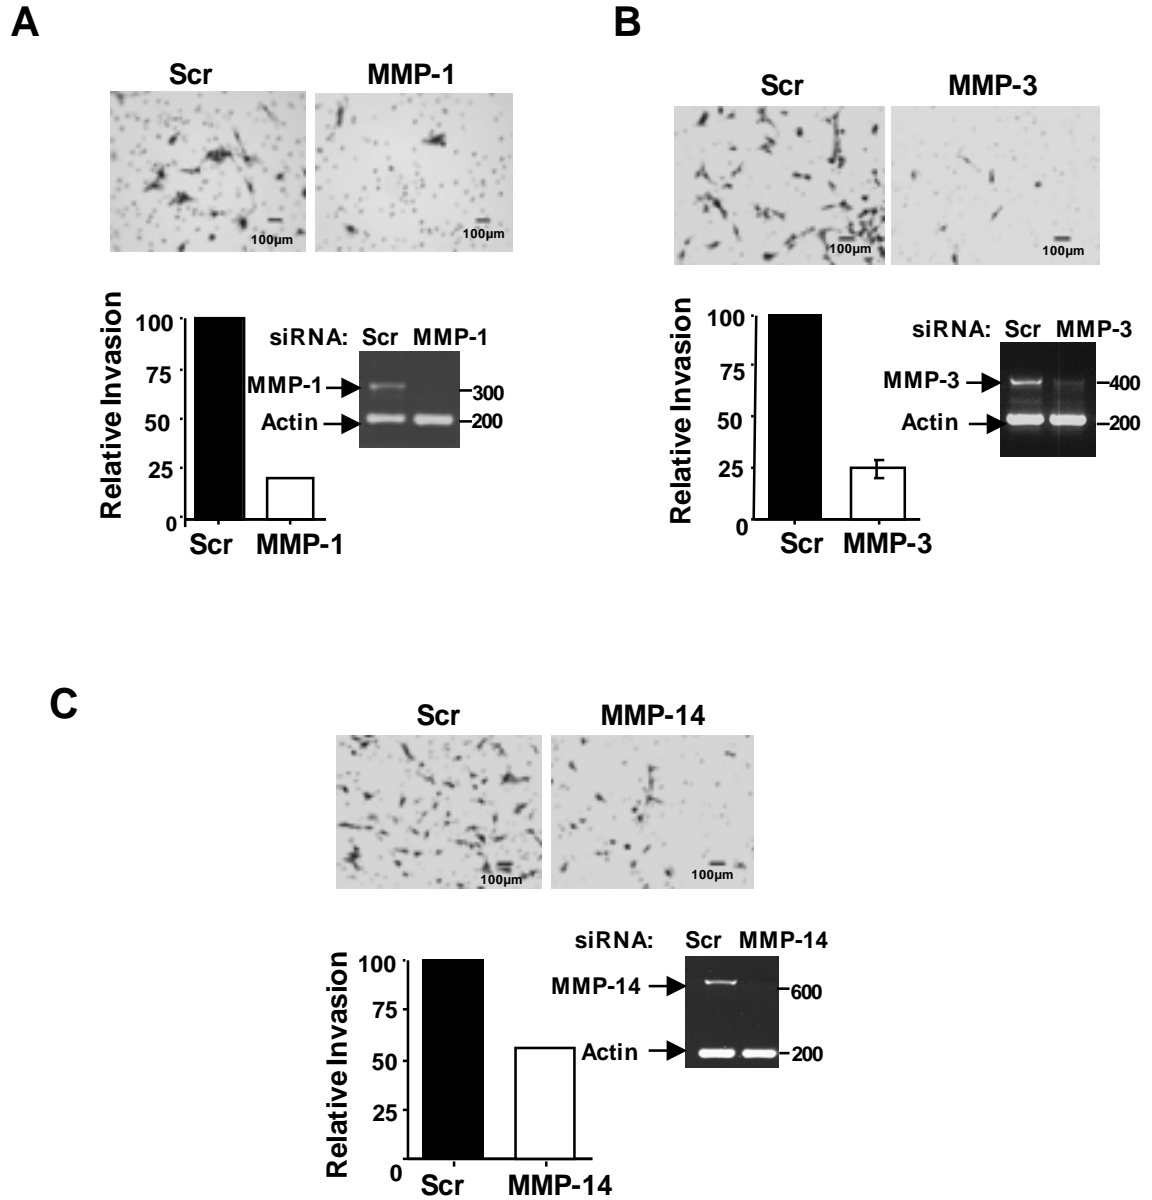 A
Scr MMP-1
100µm 100µm
Relative Invasion
100
75
50
25
0
siRNA: Scr MMP-1
MMP-1
300
Actin
200
Scr MMP-1
B
Scr MMP-3
100µm 100µm
Relative Invasion
100
75
50
25
0
siRNA: Scr MMP-3
MMP-3
400
Actin
200
Scr MMP-3
C
Scr MMP-14
100µm 100µm
Relative Invasion
100
75
50
25
0
siRNA: Scr MMP-14
MMP-14
600
Actin
200
Scr MMP-14